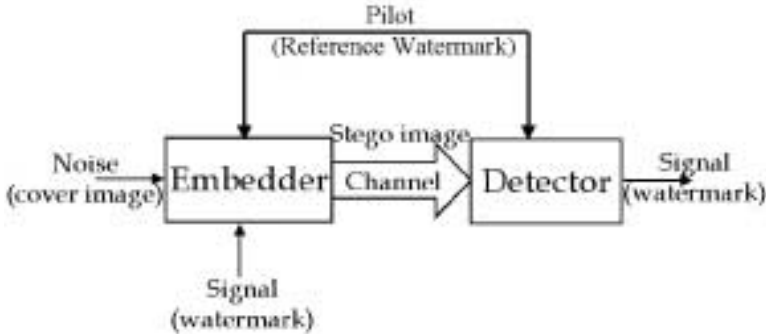 Pilot
(Reference Watermark)
Stego image
Noise
(cover image)
Embedder
Channel
Detector
Signal
(watermark)
Signal
(watermark)